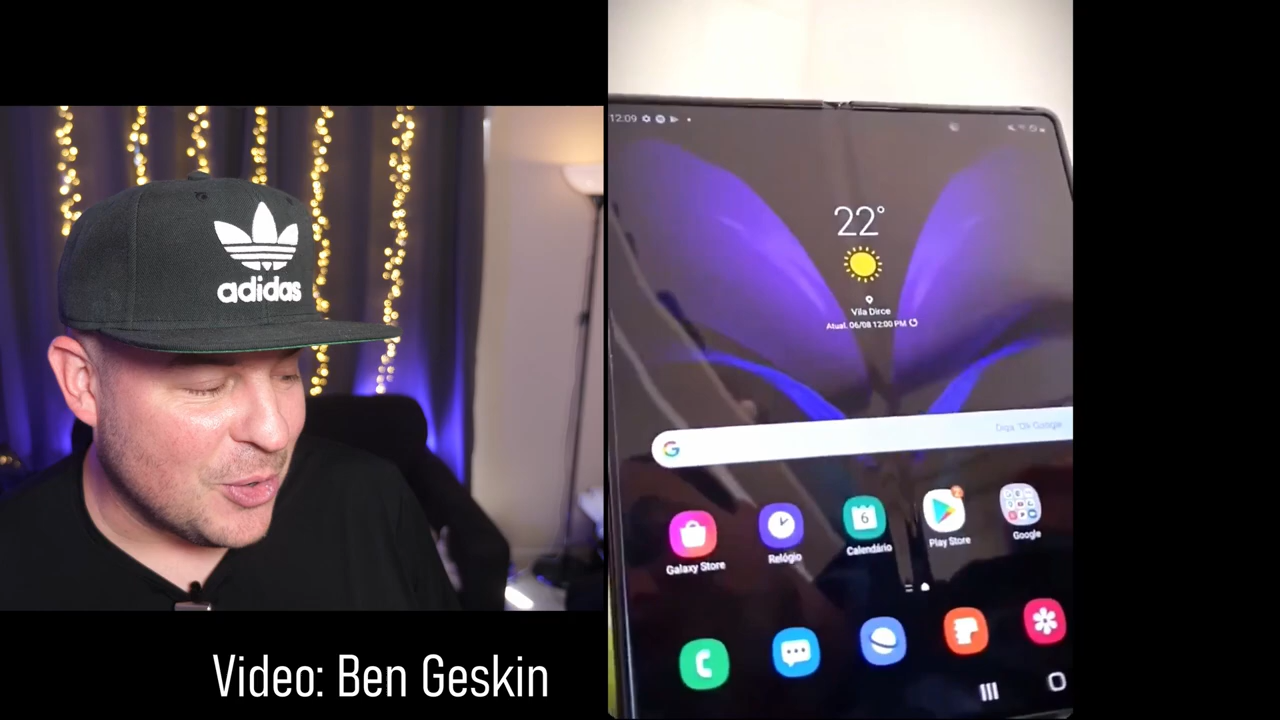 adidas
Video: Ben Geskin
12:09
22°
Vila Dirce
Atual. 06/08 12:00 PM
Diga "Ok Google"
Galaxy Store
Relógio
6
Calendário
Play Store
Google